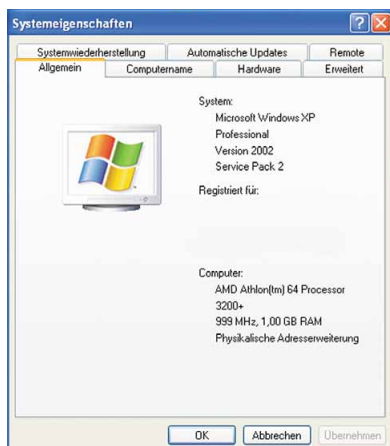 Systemeigenschaften
Systemwiederherstellung Automatische Updates Remote
Allgemein Computername Hardware Erweitert
System:
Microsoft Windows XP
Professional
Version 2002
Service Pack 2
Registriert für:
Computer:
AMD Athlon(tm) 64 Processor
3200+
999 MHz, 1,00 GB RAM
Physikalische Adresserweiterung
OK Abbrechen Übernehmen